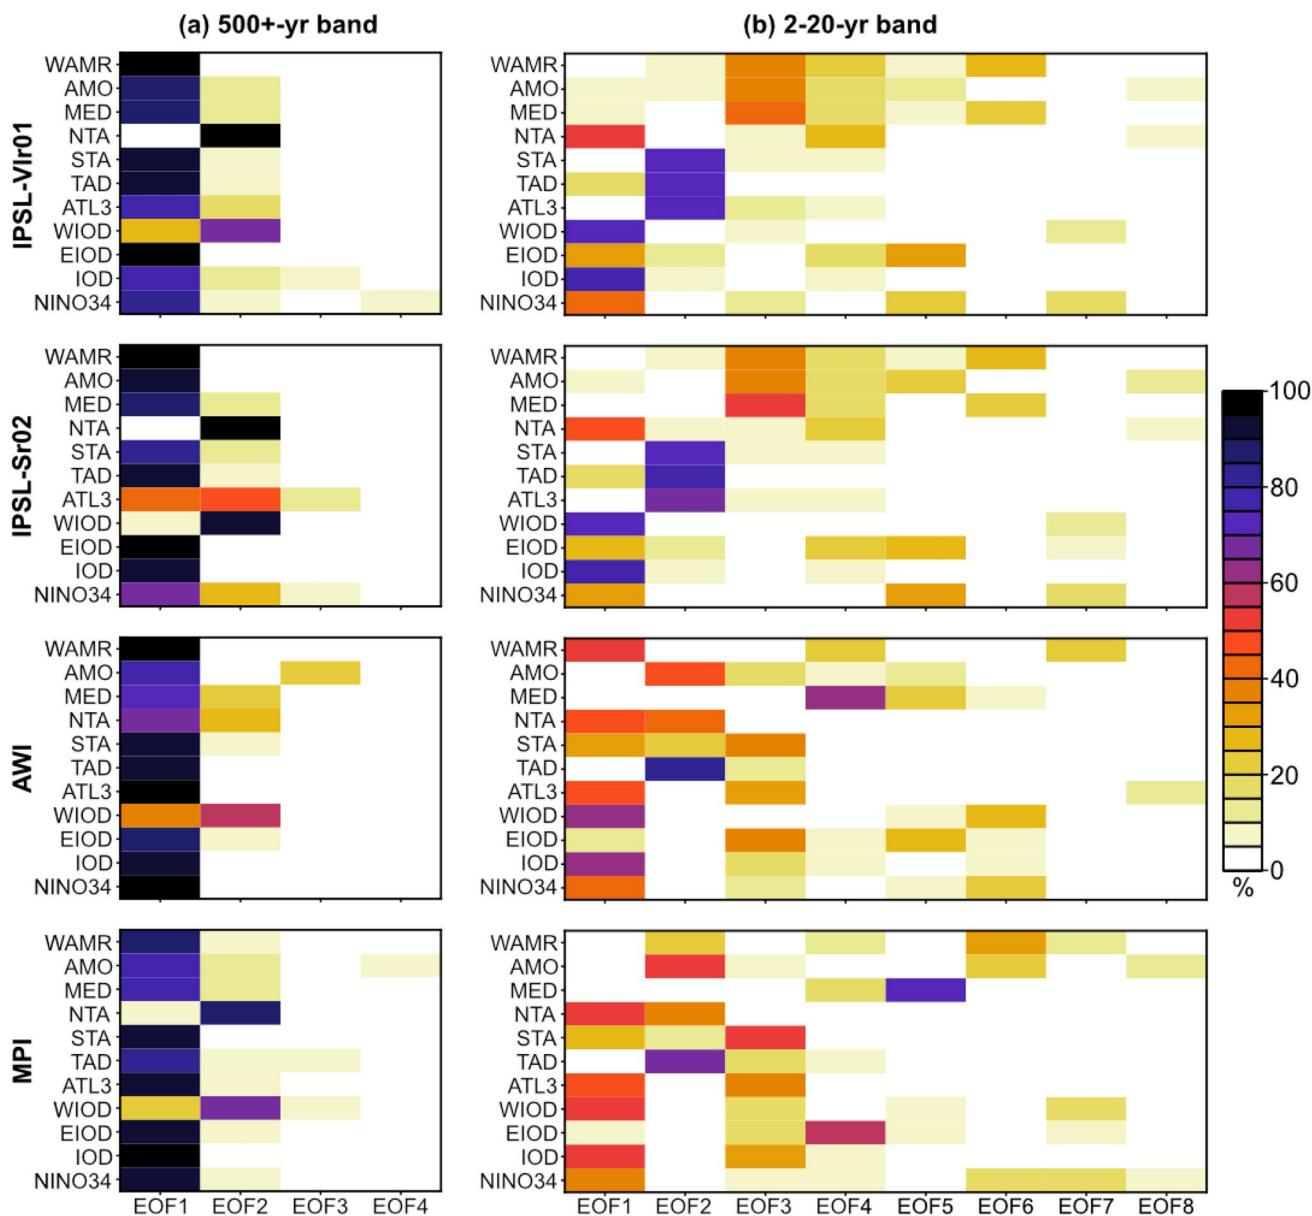 (a) 500+-yr band
(b) 2-20-yr band
IPSL-Vlr01
WAMR
AMO
MED
NTA
STA
TAD
ATL3
WIOD
EIOD
IOD
NINO34
WAMR
AMO
MED
NTA
STA
TAD
ATL3
WIOD
EIOD
IOD
NINO34
IPSL-Sr02
WAMR
AMO
MED
NTA
STA
TAD
ATL3
WIOD
EIOD
IOD
NINO34
WAMR
AMO
MED
NTA
STA
TAD
ATL3
WIOD
EIOD
IOD
NINO34
100
80
60
40
20
0
%
AWI
WAMR
AMO
MED
NTA
STA
TAD
ATL3
WIOD
EIOD
IOD
NINO34
WAMR
AMO
MED
NTA
STA
TAD
ATL3
WIOD
EIOD
IOD
NINO34
MPI
WAMR
AMO
MED
NTA
STA
TAD
ATL3
WIOD
EIOD
IOD
NINO34
WAMR
AMO
MED
NTA
STA
TAD
ATL3
WIOD
EIOD
IOD
NINO34
EOF1 EOF2 EOF3 EOF4
EOF1 EOF2 EOF3 EOF4 EOF5 EOF6 EOF7 EOF8